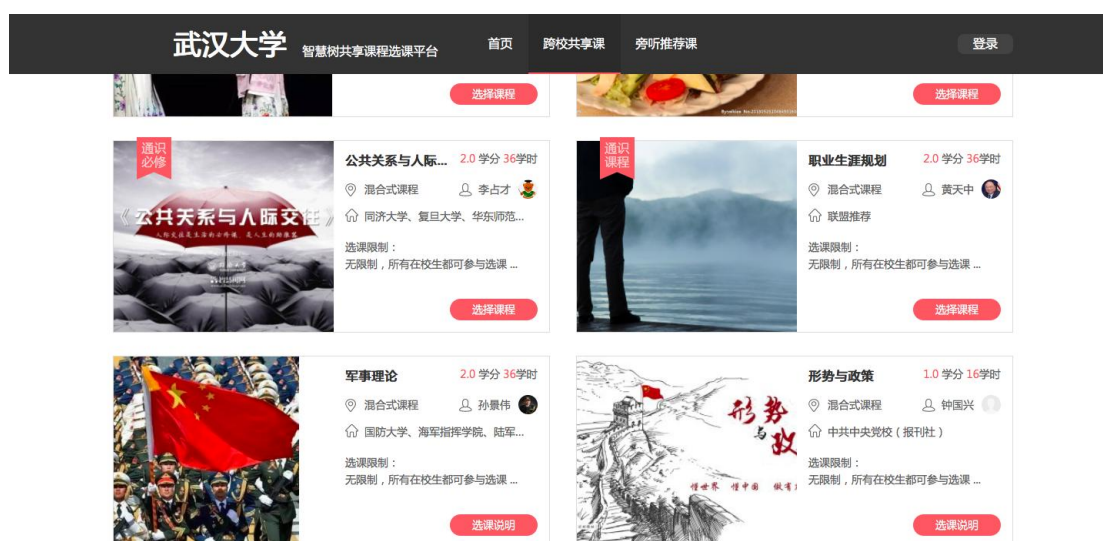 武汉大学 智慧树共享课程选课平台 首页 跨校共享课 旁听推荐课 登录
选择课程
选择课程
通识
必修
《公共关系与人际交往》
公共关系与人际... 2.0 学分 36学时
混合式课程 李占才
同济大学、复旦大学、华东师范...
选课限制：
无限制，所有在校生都可参与选课 ...
选择课程
通识
课程
职业生涯规划 2.0 学分 36学时
混合式课程 黄天中
联盟推荐
选课限制：
无限制，所有在校生都可参与选课 ...
选择课程
军事理论 2.0 学分 36学时
混合式课程 孙景伟
国防大学、海军指挥学院、陆军...
选课限制：
无限制，所有在校生都可参与选课 ...
选课说明
形势
与政
懂世界 懂中国 做有
形势与政策 1.0 学分 16学时
混合式课程 钟国兴
中共中央党校（报刊社）
选课限制：
无限制，所有在校生都可参与选课 ...
选课说明